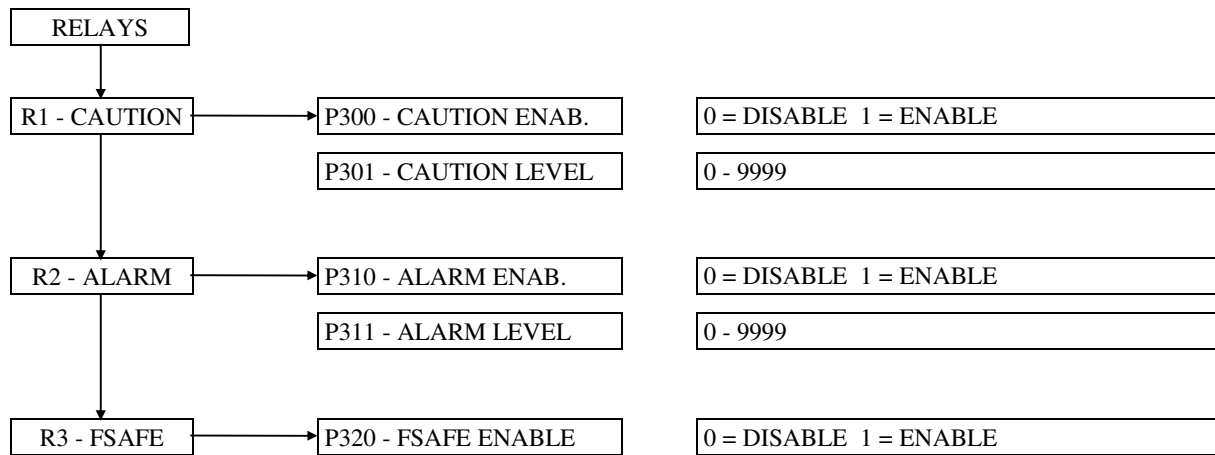 RELAYS
R1 - CAUTION
P300 - CAUTION ENAB.
0 = DISABLE 1 = ENABLE
P301 - CAUTION LEVEL
0 - 9999
R2 - ALARM
P310 - ALARM ENAB.
0 = DISABLE 1 = ENABLE
P311 - ALARM LEVEL
0 - 9999
R3 - FSAFE
P320 - FSAFE ENABLE
0 = DISABLE 1 = ENABLE